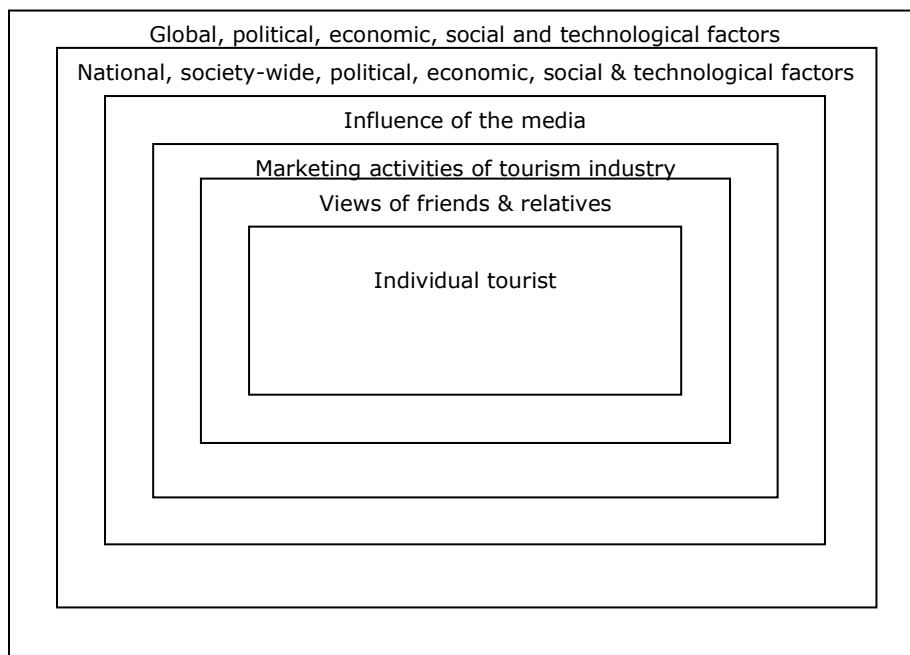 Global, political, economic, social and technological factors
National, society-wide, political, economic, social & technological factors
Influence of the media
Marketing activities of tourism industry
Views of friends & relatives
Individual tourist